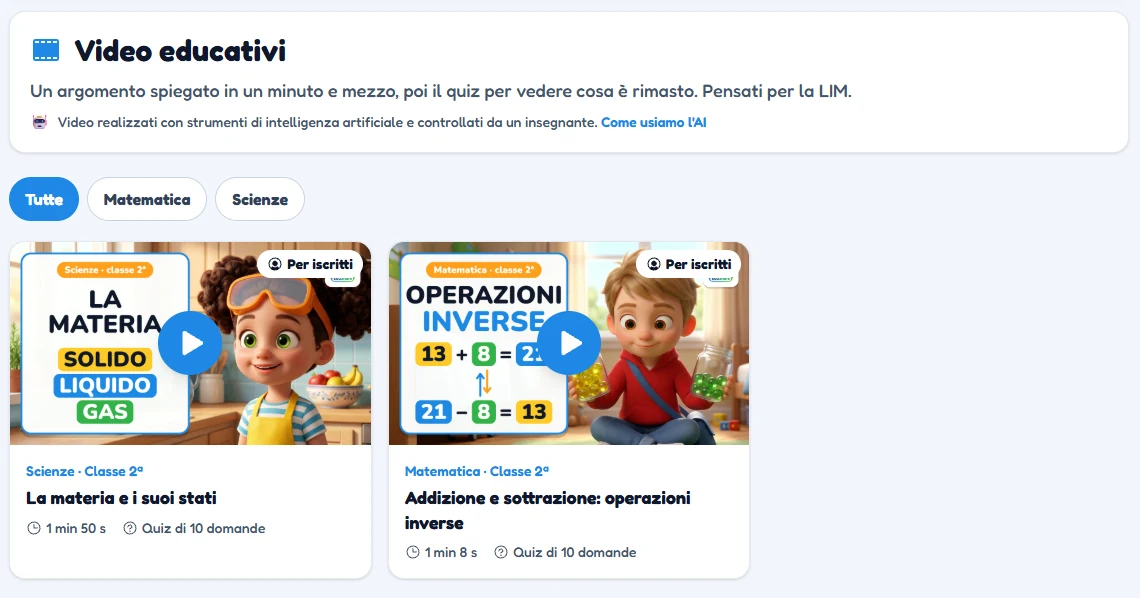 Video educativi
Un argomento spiegato in un minuto e mezzo, poi il quiz per vedere cosa è rimasto. Pensati per la LIM.
Video realizzati con strumenti di intelligenza artificiale e controllati da un insegnante. Come usiamo l'AI
Tutte
Matematica
Scienze
Scienze · classe 2ª
Per iscritti
LA
MATERIA
SOLIDO
LIQUIDO
GAS
Scienze · Classe 2ª
La materia e i suoi stati
1 min 50 s
Quiz di 10 domande
Matematica · classe 2ª
Per iscritti
OPERAZIONI
INVERSE
13 + 8 = 21
21 - 8 = 13
Matematica · Classe 2ª
Addizione e sottrazione: operazioni
inverse
1 min 8 s
Quiz di 10 domande